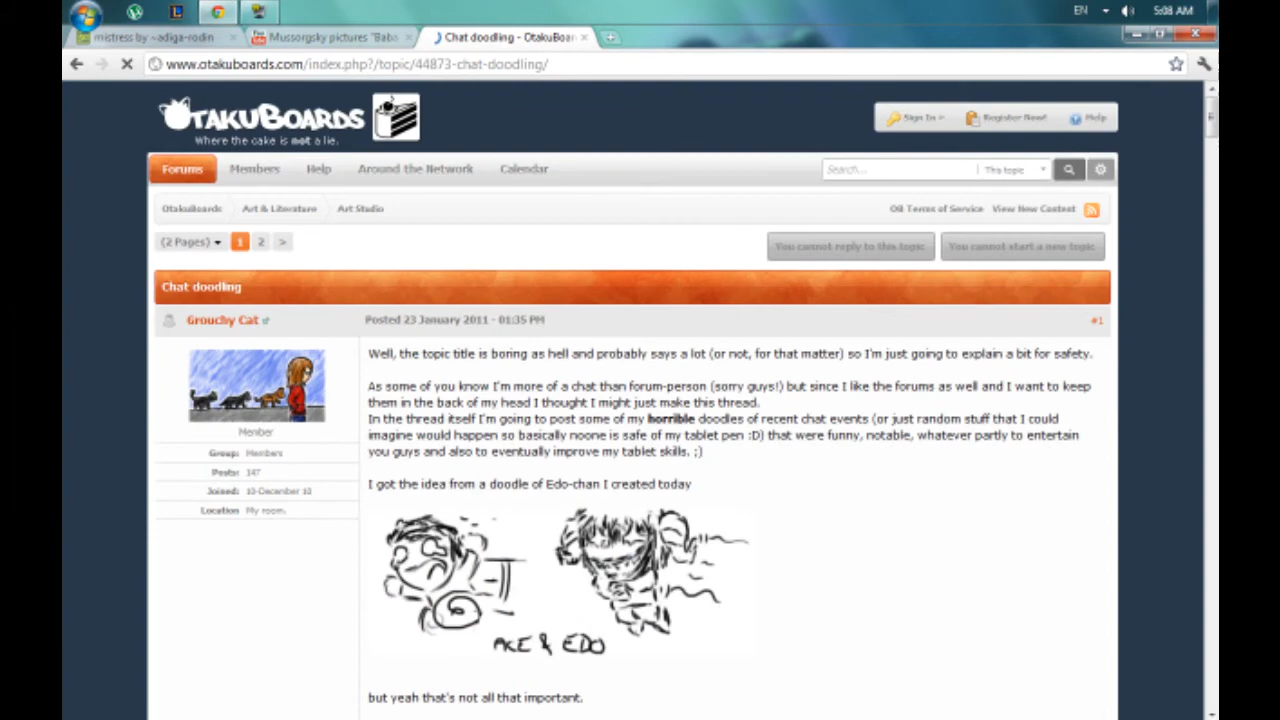 EN
5:08 AM
mistress by ~adiga-rodin
Mussorgsky pictures "Baba
Chat doodling - OtakuBoar
www.otakuboards.com/index.php?/topic/44873-chat-doodling/
OTAKUBOARDS
Where the cake is not a lie.
Sign In »
Register Now!
Help
Forums
Members
Help
Around the Network
Calendar
Search...
This topic
OtakuBoards
Art & Literature
Art Studio
OB Terms of Service
View New Content
(2 Pages)
1
2
>
You cannot reply to this topic
You cannot start a new topic
Chat doodling
Grouchy Cat
Posted 23 January 2011 - 01:35 PM
#1
Member
Group: Members
Posts: 147
Joined: 10-December 10
Location My room.
Well, the topic title is boring as hell and probably says a lot (or not, for that matter) so I'm just going to explain a bit for safety.
As some of you know I'm more of a chat than forum-person (sorry guys!) but since I like the forums as well and I want to keep
them in the back of my head I thought I might just make this thread.
In the thread itself I'm going to post some of my horrible doodles of recent chat events (or just random stuff that I could
imagine would happen so basically noone is safe of my tablet pen :D) that were funny, notable, whatever partly to entertain
you guys and also to eventually improve my tablet skills. ;)
I got the idea from a doodle of Edo-chan I created today
ACE & EDO
but yeah that's not all that important.